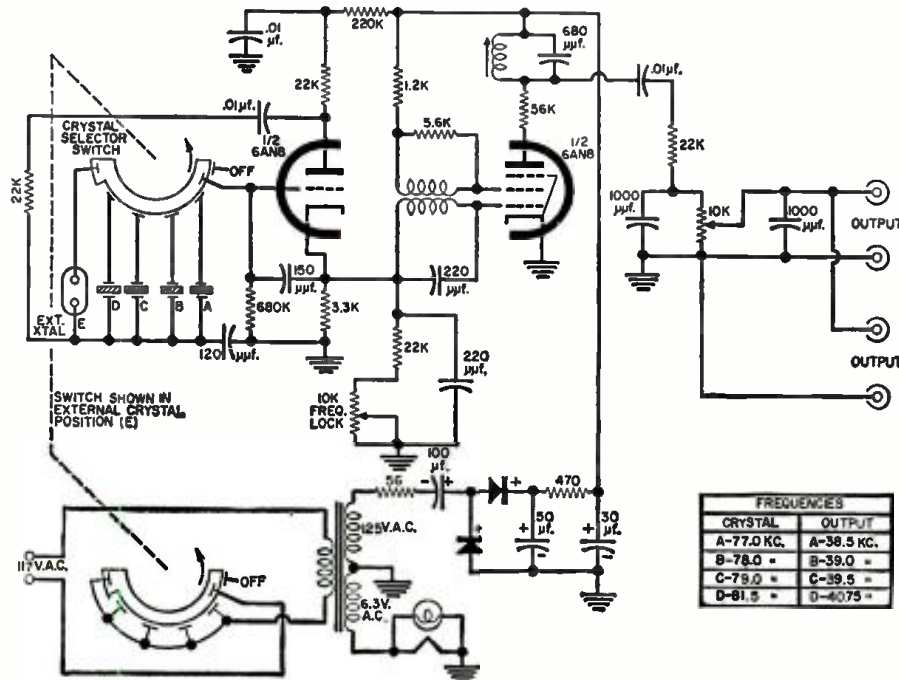 .01
µf.
220K
680
µµf.
22K
1.2K
.01µf.
.01µf.
56K
5.6K
CRYSTAL
SELECTOR
SWITCH
1/2
6AN8
1/2
6AN8
22K
OFF
22K
1000
µµf.
10K
1000
µµf.
OUTPUT
150
µµf.
220
µµf.
D
C
B
A
680K
3.3K
EXT.
XTAL
E
120
µµf.
22K
220
µµf.
OUTPUT
SWITCH SHOWN IN
EXTERNAL CRYSTAL
POSITION (E)
10K
FREQ.
LOCK
100
µf.
56
- +
+
470
125V.A.C.
+
50
µf.
-
+
30
µf.
-
+
117V.A.C.
OFF
6.3V.
A.C.
FREQUENCIES
CRYSTAL OUTPUT
A-77.0 KC. A-38.5 KC.
B-78.0 " B-39.0 "
C-79.0 " C-39.5 "
D-81.5 " D-40.75 "